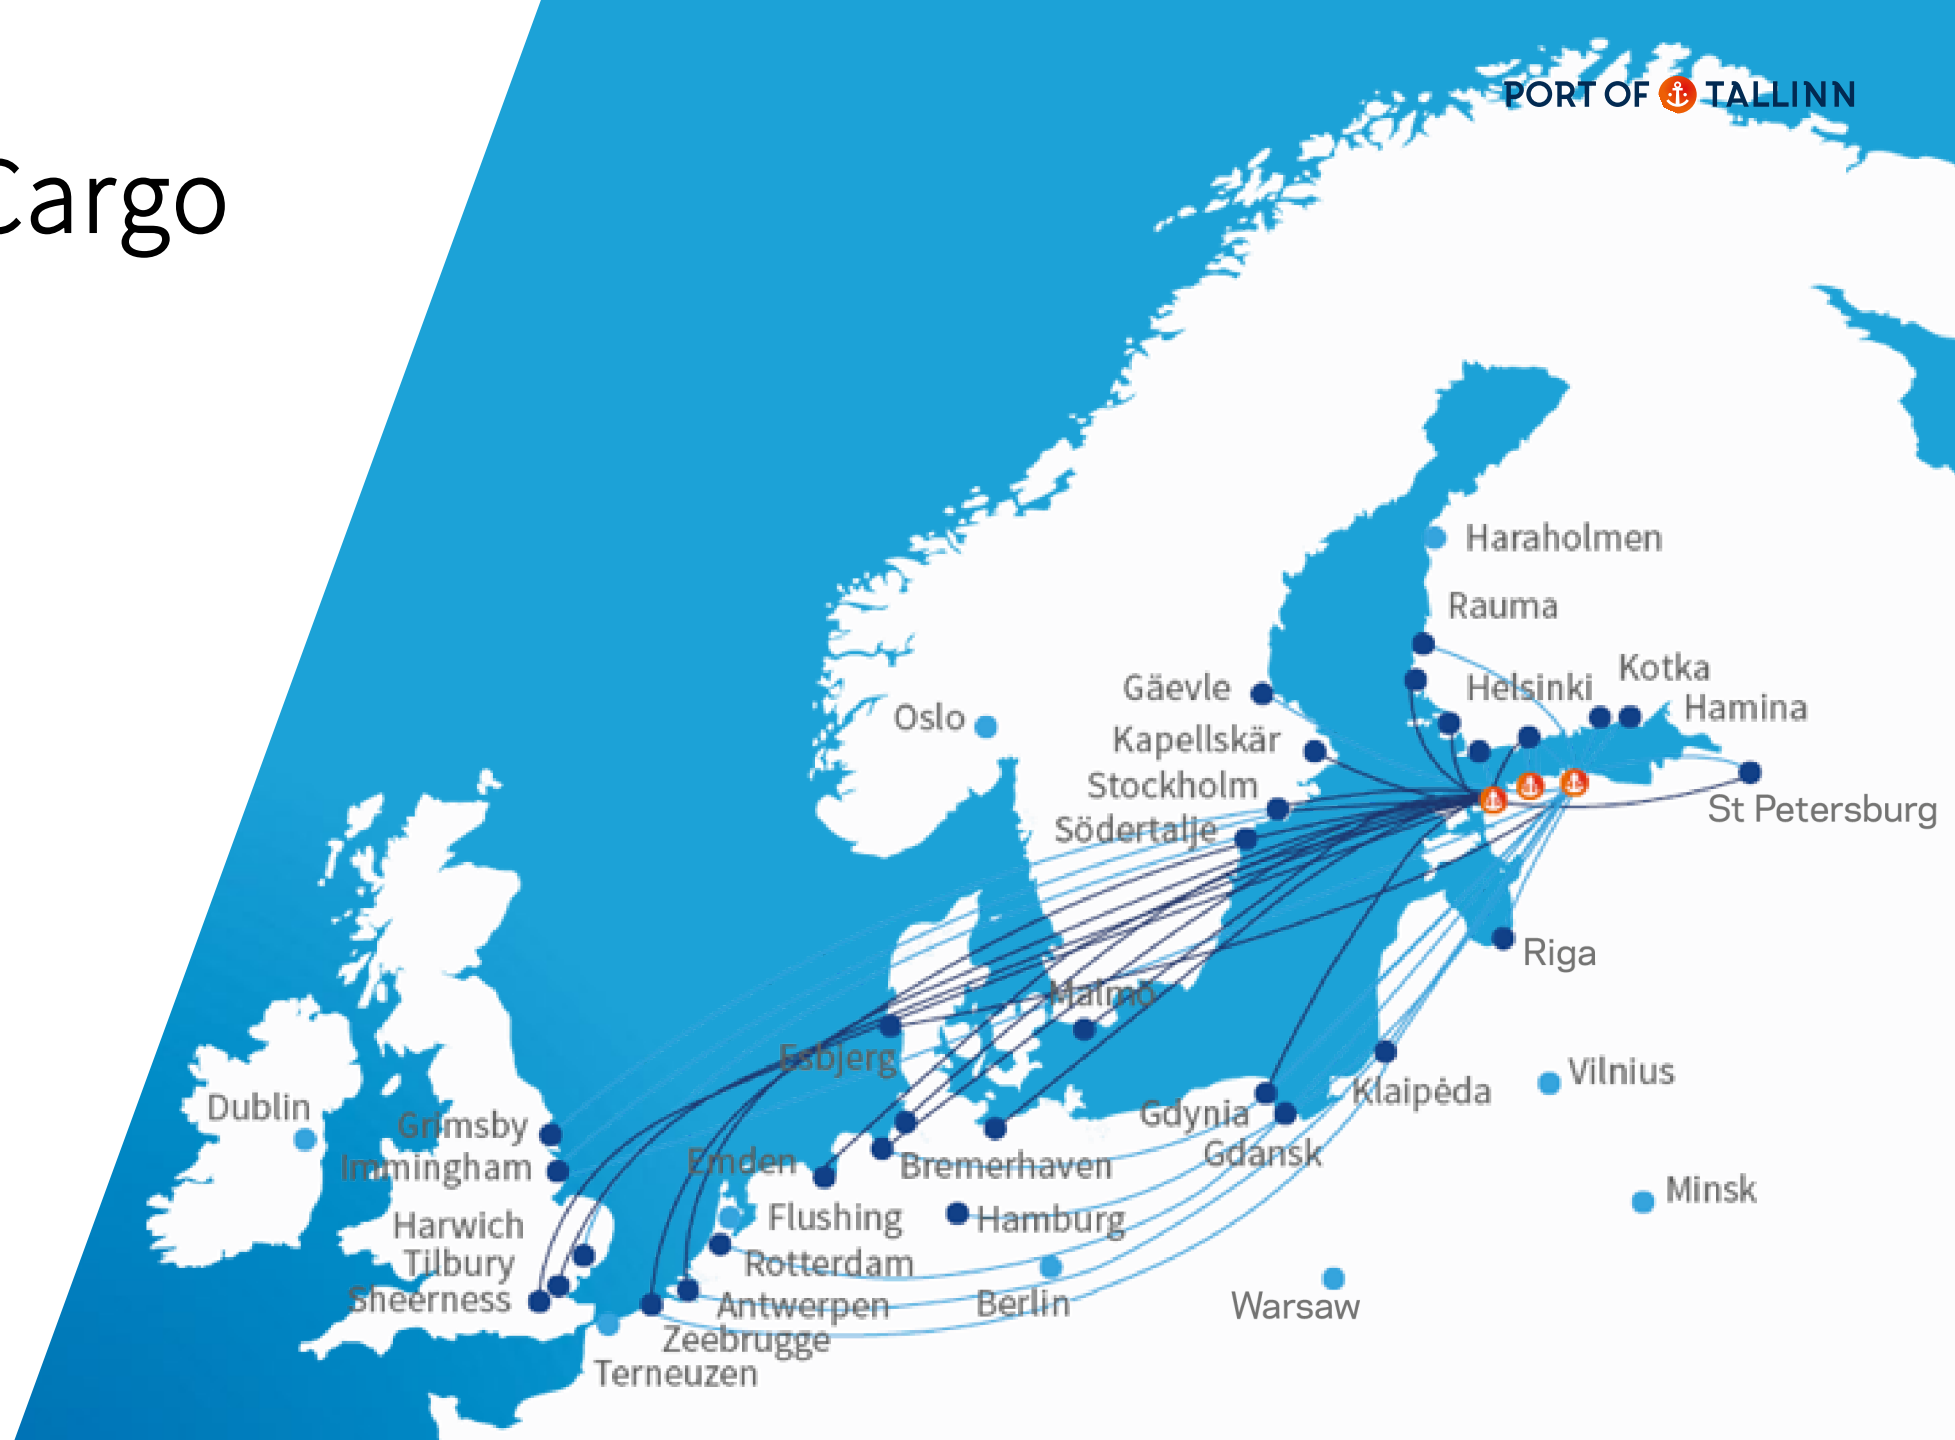 PORT OF TALLINN
Cargo
Haraholmen
Rauma
Kotka
Gäevle
Helsinki
Hamina
Oslo
Kapellskär
Stockholm
St Petersburg
Södertalje
Riga
Malmö
Esbjerg
Vilnius
Klaipėda
Dublin
Gdynia
Grimsby
Gdansk
Immingham
Emden
Bremerhaven
Minsk
Flushing
Hamburg
Harwich
Tilbury
Rotterdam
Sheerness
Antwerpen
Berlin
Warsaw
Zeebrugge
Terneuzen